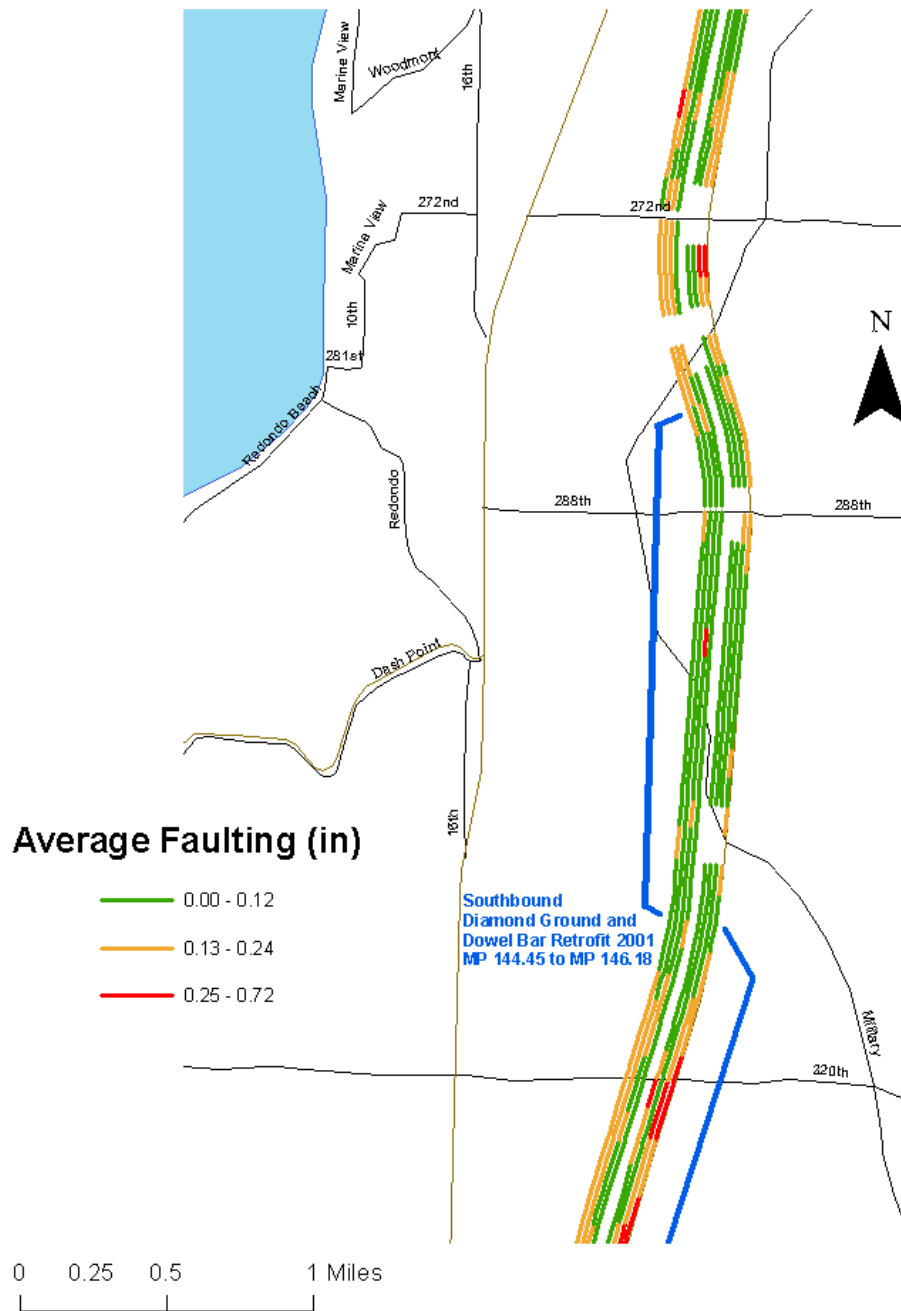 Marine View
Woodmont
16th
272nd
272nd
272nd
Marine View
10th
281st
N
Redondo Beach
Redondo
288th
288th
Dash Point
16th
Average Faulting (in)
0.00 - 0.12
0.13 - 0.24
0.25 - 0.72
Southbound
Diamond Ground and
Dowel Bar Retrofit 2001
MP 144.45 to MP 146.18
Military
320th
0 0.25 0.5 1 Miles